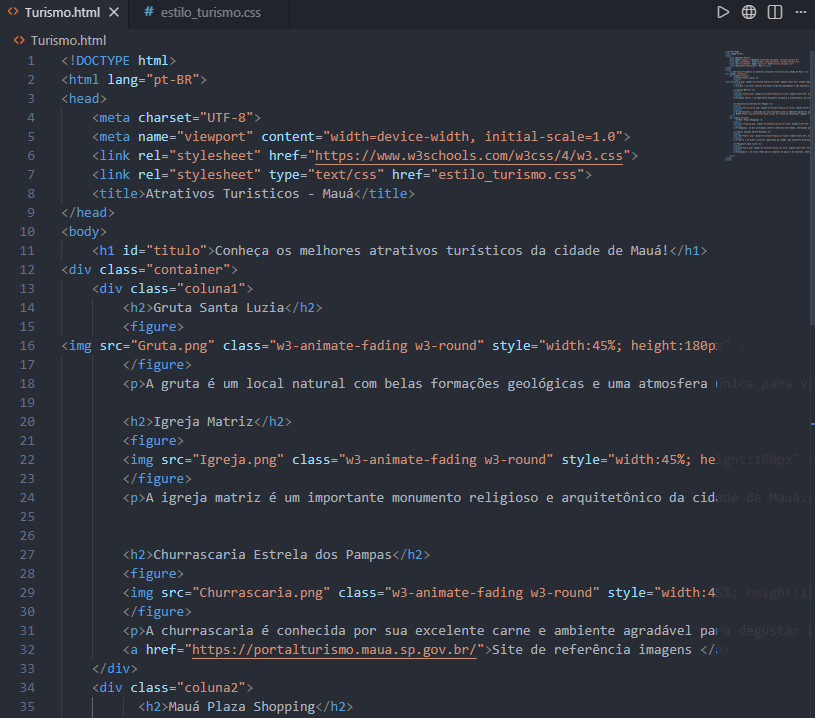 Turismo.html estilo_turismo.css
Turismo.html
1 <!DOCTYPE html>
2 <html lang="pt-BR">
3 <head>
4 <meta charset="UTF-8">
5 <meta name="viewport" content="width=device-width, initial-scale=1.0">
6 <link rel="stylesheet" href="https://www.w3schools.com/w3css/4/w3.css">
7 <link rel="stylesheet" type="text/css" href="estilo_turismo.css">
8 <title>Atrativos Turisticos - Mauá</title>
9 </head>
10 <body>
11 <h1 id="titulo">Conheça os melhores atrativos turísticos da cidade de Mauá!</h1>
12 <div class="container">
13 <div class="coluna1">
14 <h2>Gruta Santa Luzia</h2>
15 <figure>
16 <img src="Gruta.png" class="w3-animate-fading w3-round" style="width:45%; height:180px" >
17 </figure>
18 <p>A gruta é um local natural com belas formações geológicas e uma atmosfera única para v
19
20 <h2>Igreja Matriz</h2>
21 <figure>
22 <img src="Igreja.png" class="w3-animate-fading w3-round" style="width:45%; height:180px"
23 </figure>
24 <p>A igreja matriz é um importante monumento religioso e arquitetônico da cidade de Mauá.
25
26
27 <h2>Churrascaria Estrela dos Pampas</h2>
28 <figure>
29 <img src="Churrascaria.png" class="w3-animate-fading w3-round" style="width:45%; height:18
30 </figure>
31 <p>A churrascaria é conhecida por sua excelente carne e ambiente agradável para degustar
32 <a href="https://portalturismo.maua.sp.gov.br/">Site de referência imagens </a>
33 </div>
34 <div class="coluna2">
35 <h2>Mauá Plaza Shopping</h2>